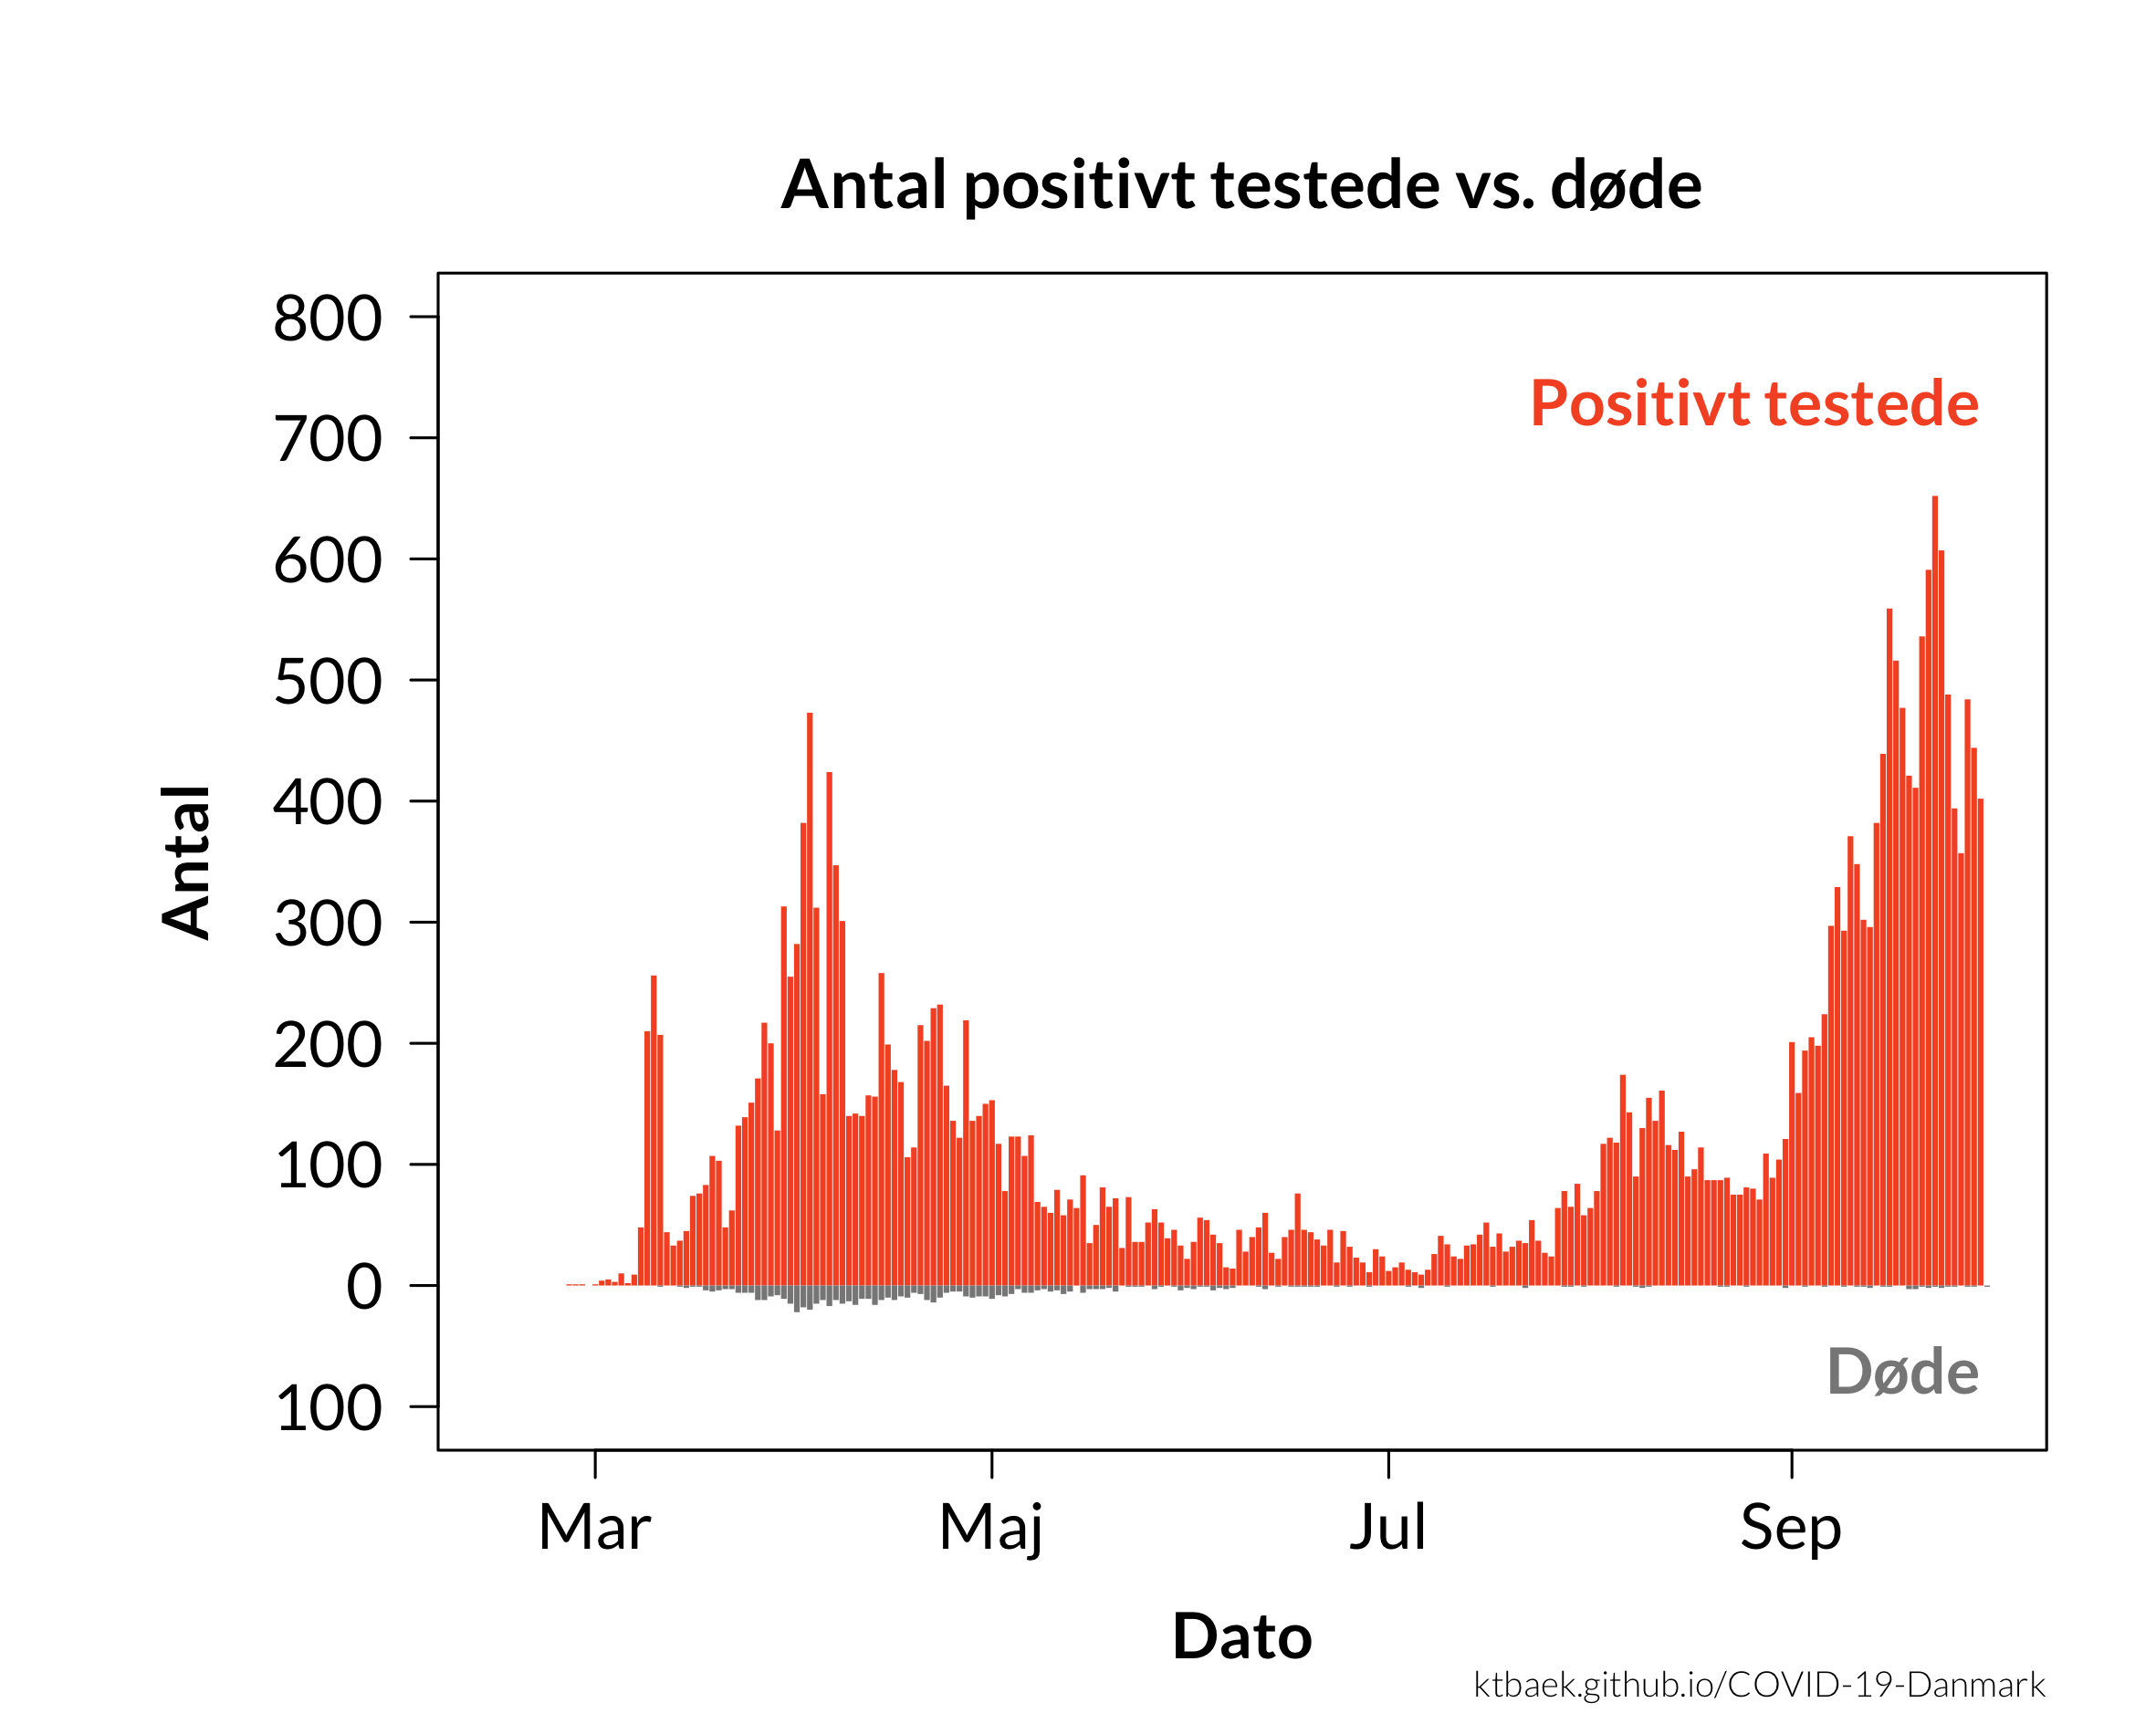 Antal positivt testede vs. døde
800
700
600
500
400
300
200
100
0
100
Antal
Positivt testede
Døde
Mar Maj Jul Sep
Dato
ktbaek.github.io/COVID-19-Danmark